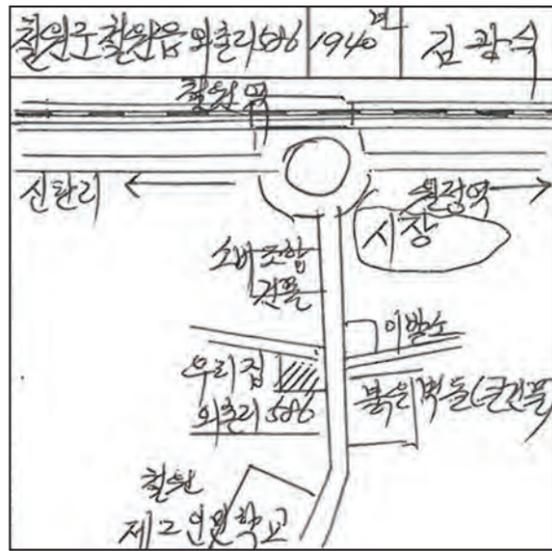 철원군 철원읍 외촌리 586 1940년 김광식
철원역
신탄리
월정역
시장
소비조합
건물
이발소
우리집
외촌리 586
붉은 벽돌(큰건물)
철원
제2인민학교